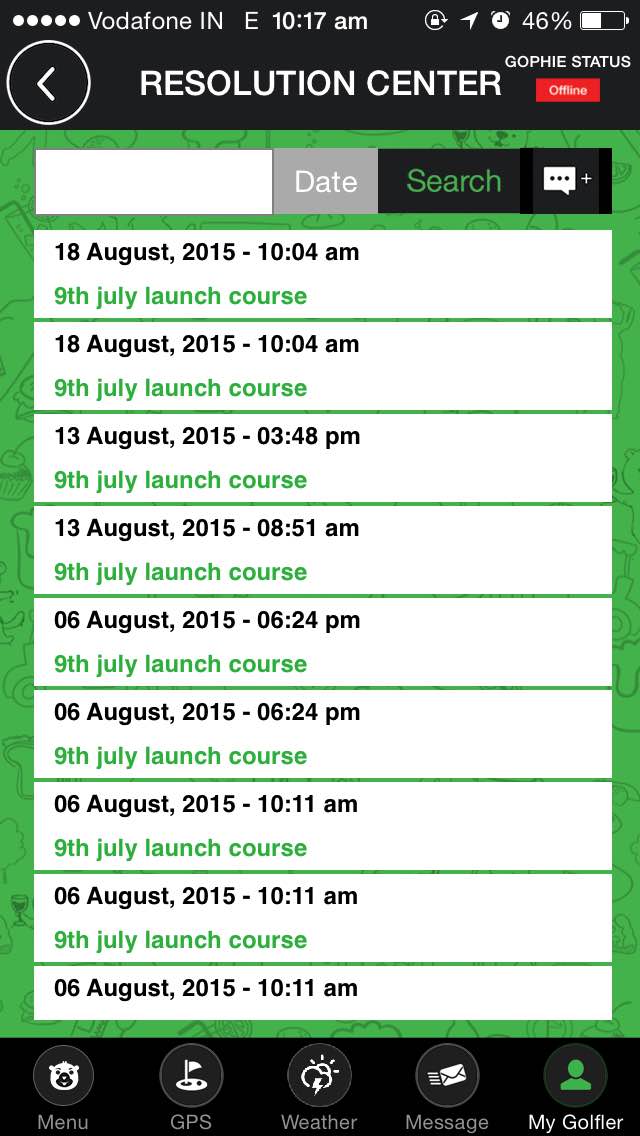 Vodafone IN E 10:17 am 46%
RESOLUTION CENTER
GOPHIE STATUS
Offline
Date Search +
18 August, 2015 - 10:04 am
9th july launch course
18 August, 2015 - 10:04 am
9th july launch course
13 August, 2015 - 03:48 pm
9th july launch course
13 August, 2015 - 08:51 am
9th july launch course
06 August, 2015 - 06:24 pm
9th july launch course
06 August, 2015 - 06:24 pm
9th july launch course
06 August, 2015 - 10:11 am
9th july launch course
06 August, 2015 - 10:11 am
9th july launch course
06 August, 2015 - 10:11 am
Menu GPS Weather Message My Golfler